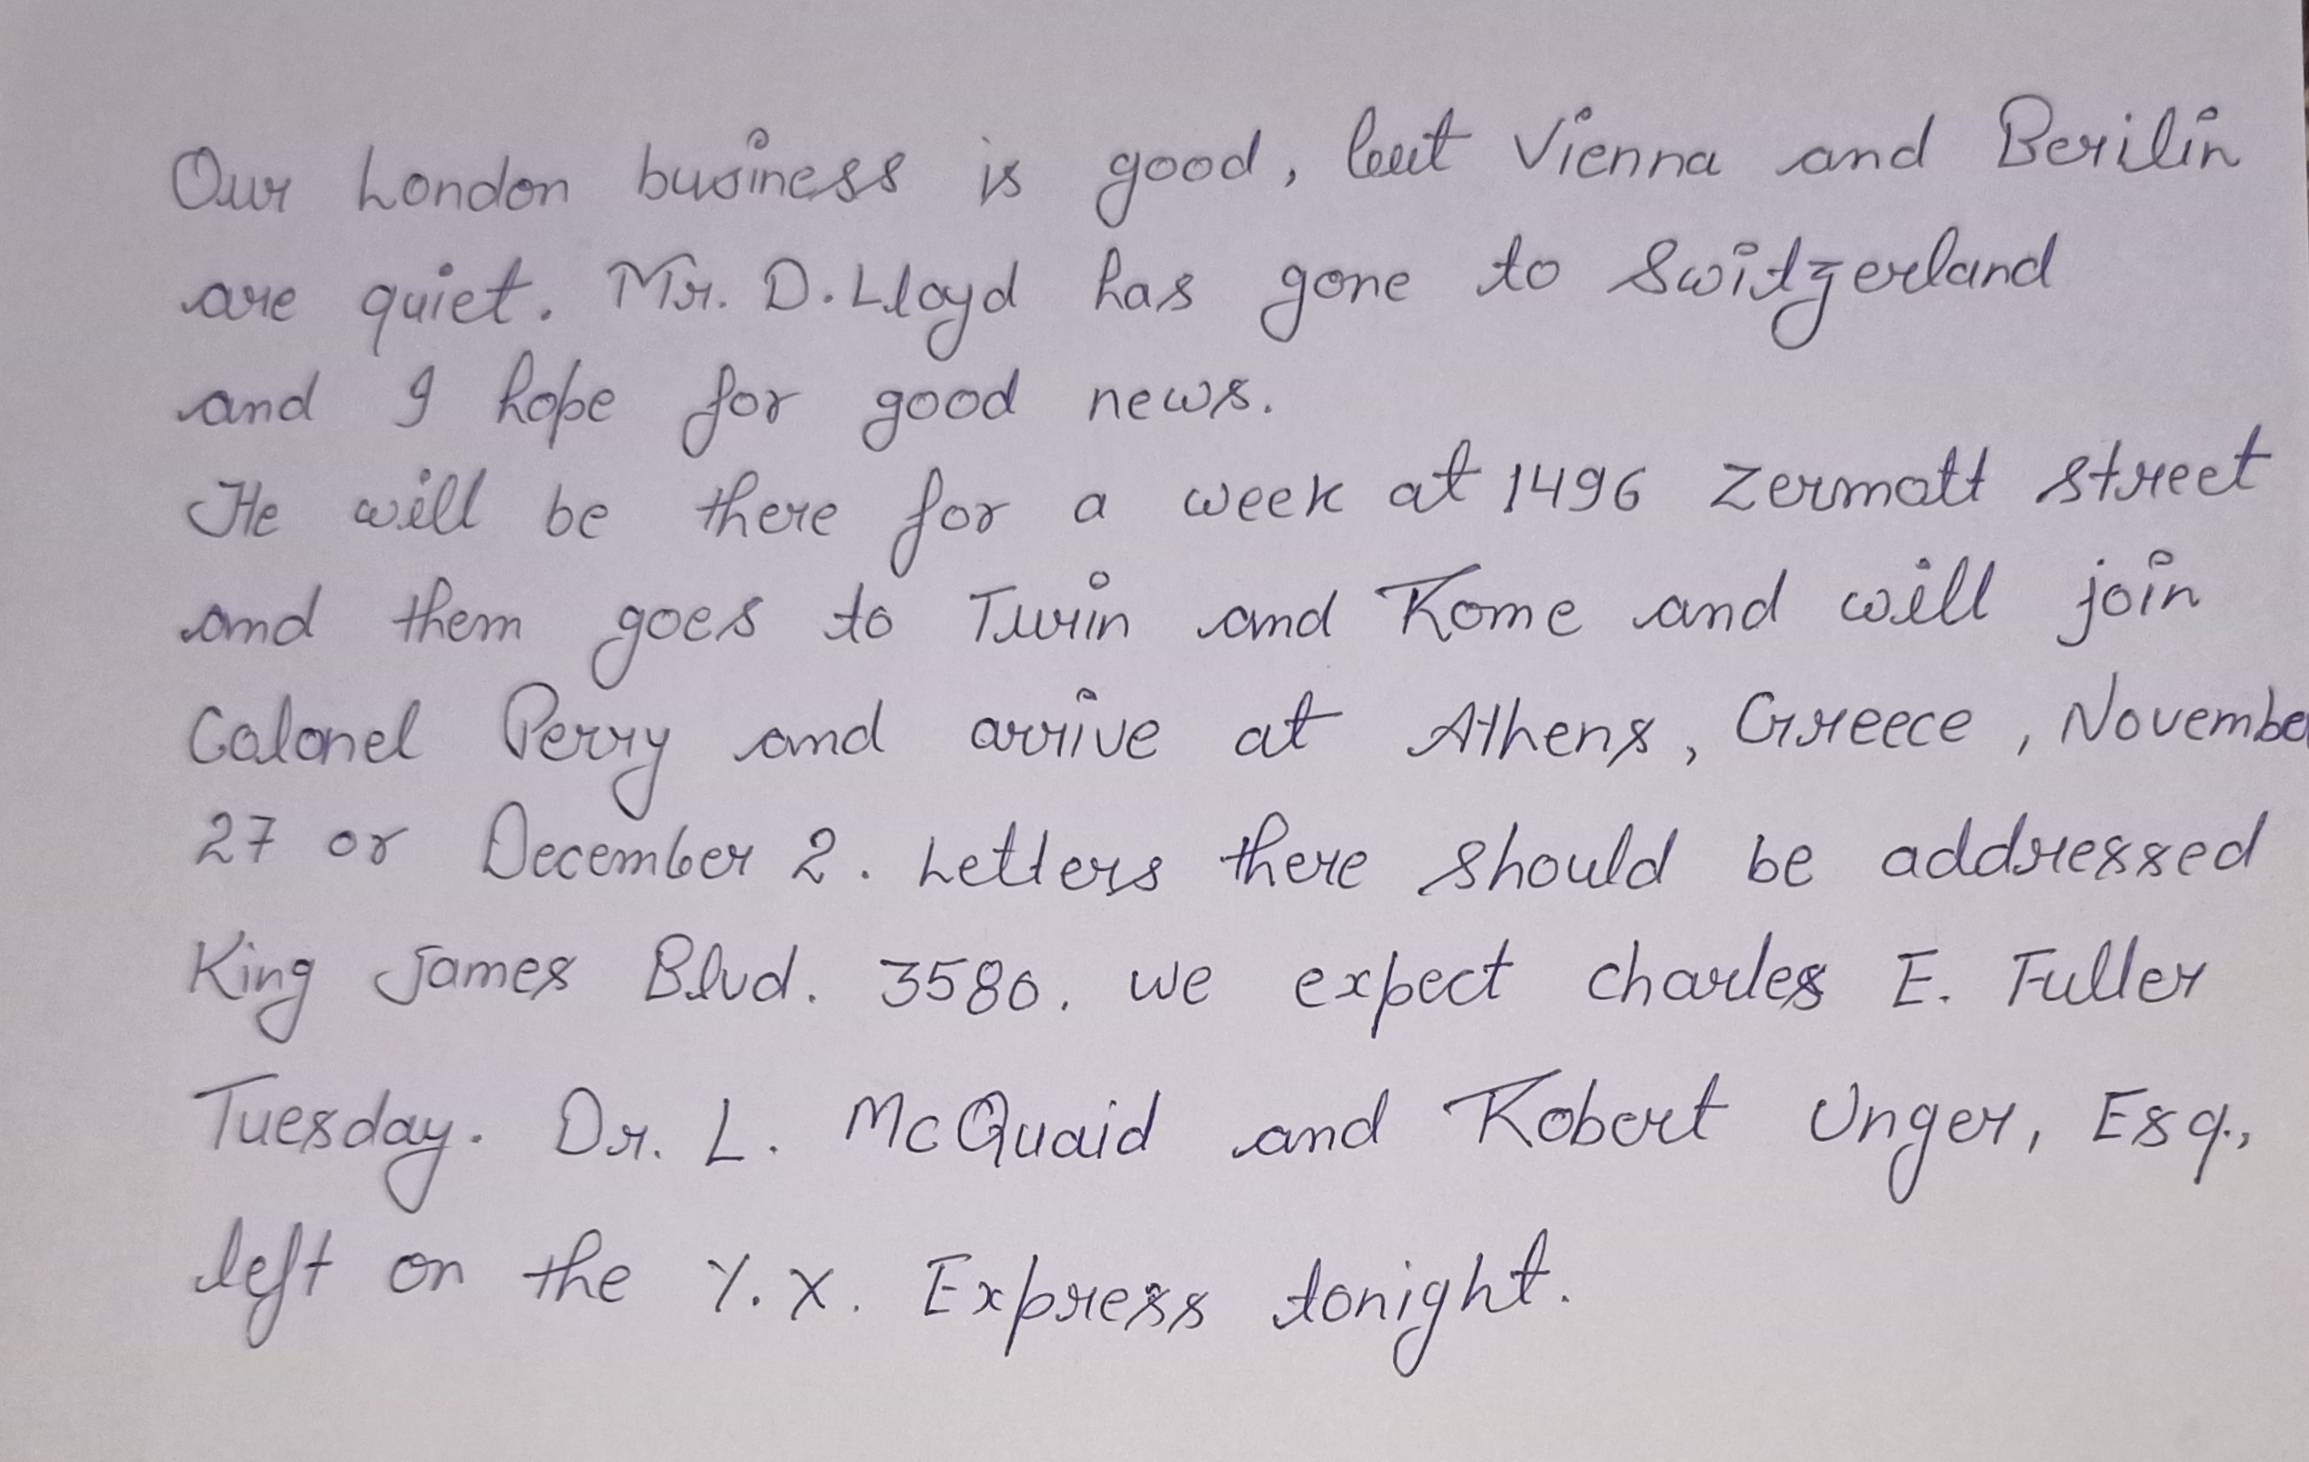 Our London business is good, but Vienna and Berilin
are quiet. Mr. D. Lloyd has gone to Switzerland
and I hope for good news.
He will be there for a week at 1496 Zermott street
and them goes to Turin and Rome and will join
Colonel Perry and arrive at Athens, Greece, November
27 or December 2. Letters there should be addressed
King James Blvd. 3580. we expect charles E. Fuller
Tuesday. Dr. L. McQuaid and Robert Unger, Esq.,
left on the Y.X. Express tonight.